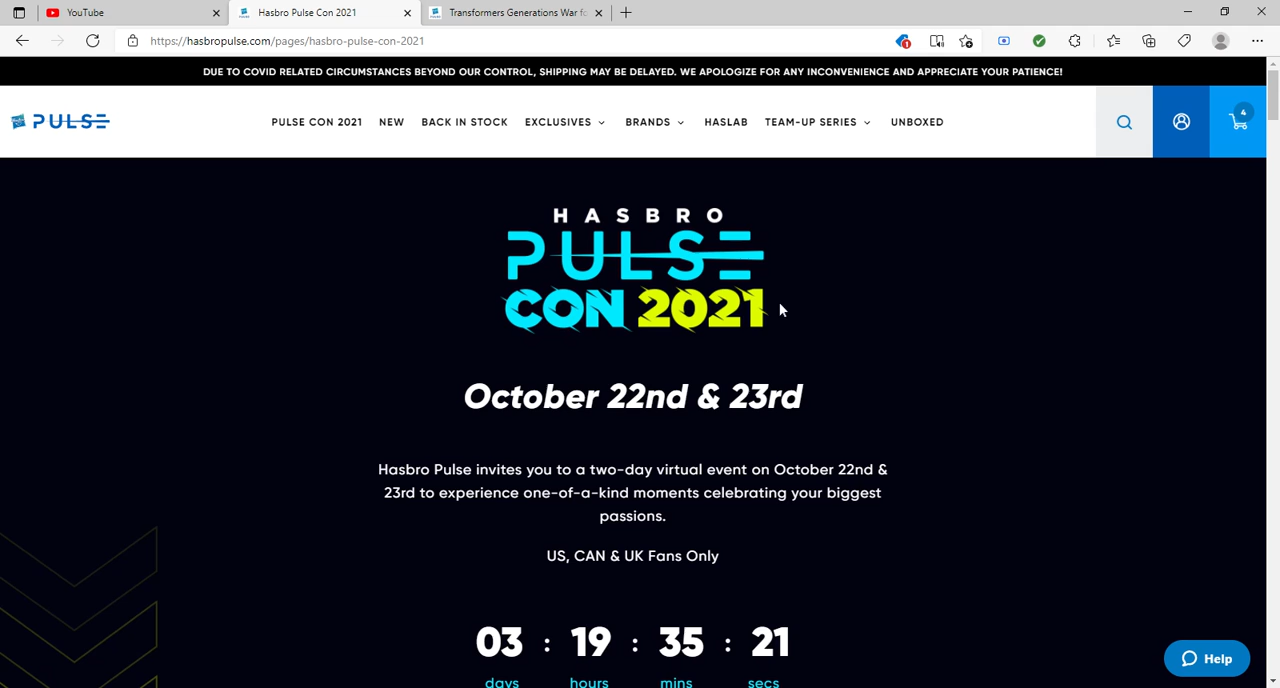 YouTube
Hasbro Pulse Con 2021
Transformers Generations War fo
https://hasbropulse.com/pages/hasbro-pulse-con-2021
1
DUE TO COVID RELATED CIRCUMSTANCES BEYOND OUR CONTROL, SHIPPING MAY BE DELAYED. WE APOLOGIZE FOR ANY INCONVENIENCE AND APPRECIATE YOUR PATIENCE!
PULSE
PULSE CON 2021 NEW BACK IN STOCK EXCLUSIVES BRANDS HASLAB TEAM-UP SERIES UNBOXED
4
HASBRO
PULSE
CON 2021
October 22nd & 23rd
Hasbro Pulse invites you to a two-day virtual event on October 22nd &
23rd to experience one-of-a-kind moments celebrating your biggest
passions.
US, CAN & UK Fans Only
03 : 19 : 35 : 21
days hours mins secs
Help